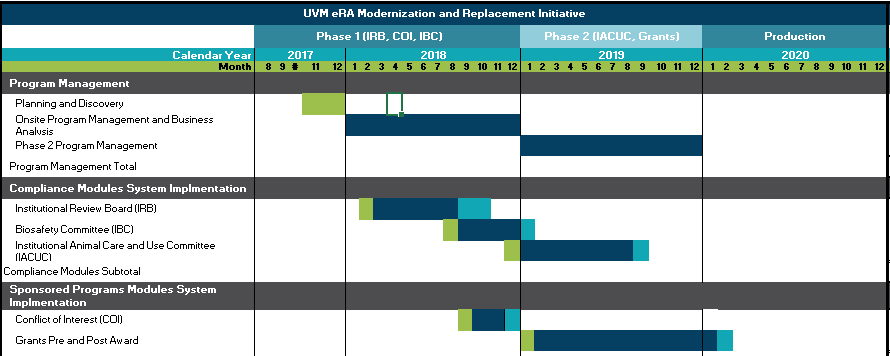 UVM eRA Modernization and Replacement Initiative
Phase 1 (IRB, COI, IBC) Phase 2 (IACUC, Grants) Production
Calendar Year 2017 2018 2019 2020
Month 8 9 # 11 12 1 2 3 4 5 6 7 8 9 10 11 12 1 2 3 4 5 6 7 8 9 10 11 12 1 2 3 4 5 6 7 8 9 10 11 12
Program Management
Planning and Discovery
Onsite Program Management and Business
Analysis
Phase 2 Program Management
Program Management Total
Compliance Modules System Implmentation
Institutional Review Board (IRB)
Biosafety Committee (IBC)
Institutional Animal Care and Use Committee
(IACUC)
Compliance Modules Subtotal
Sponsored Programs Modules System
Implmentation
Conflict of Interest (COI)
Grants Pre and Post Award